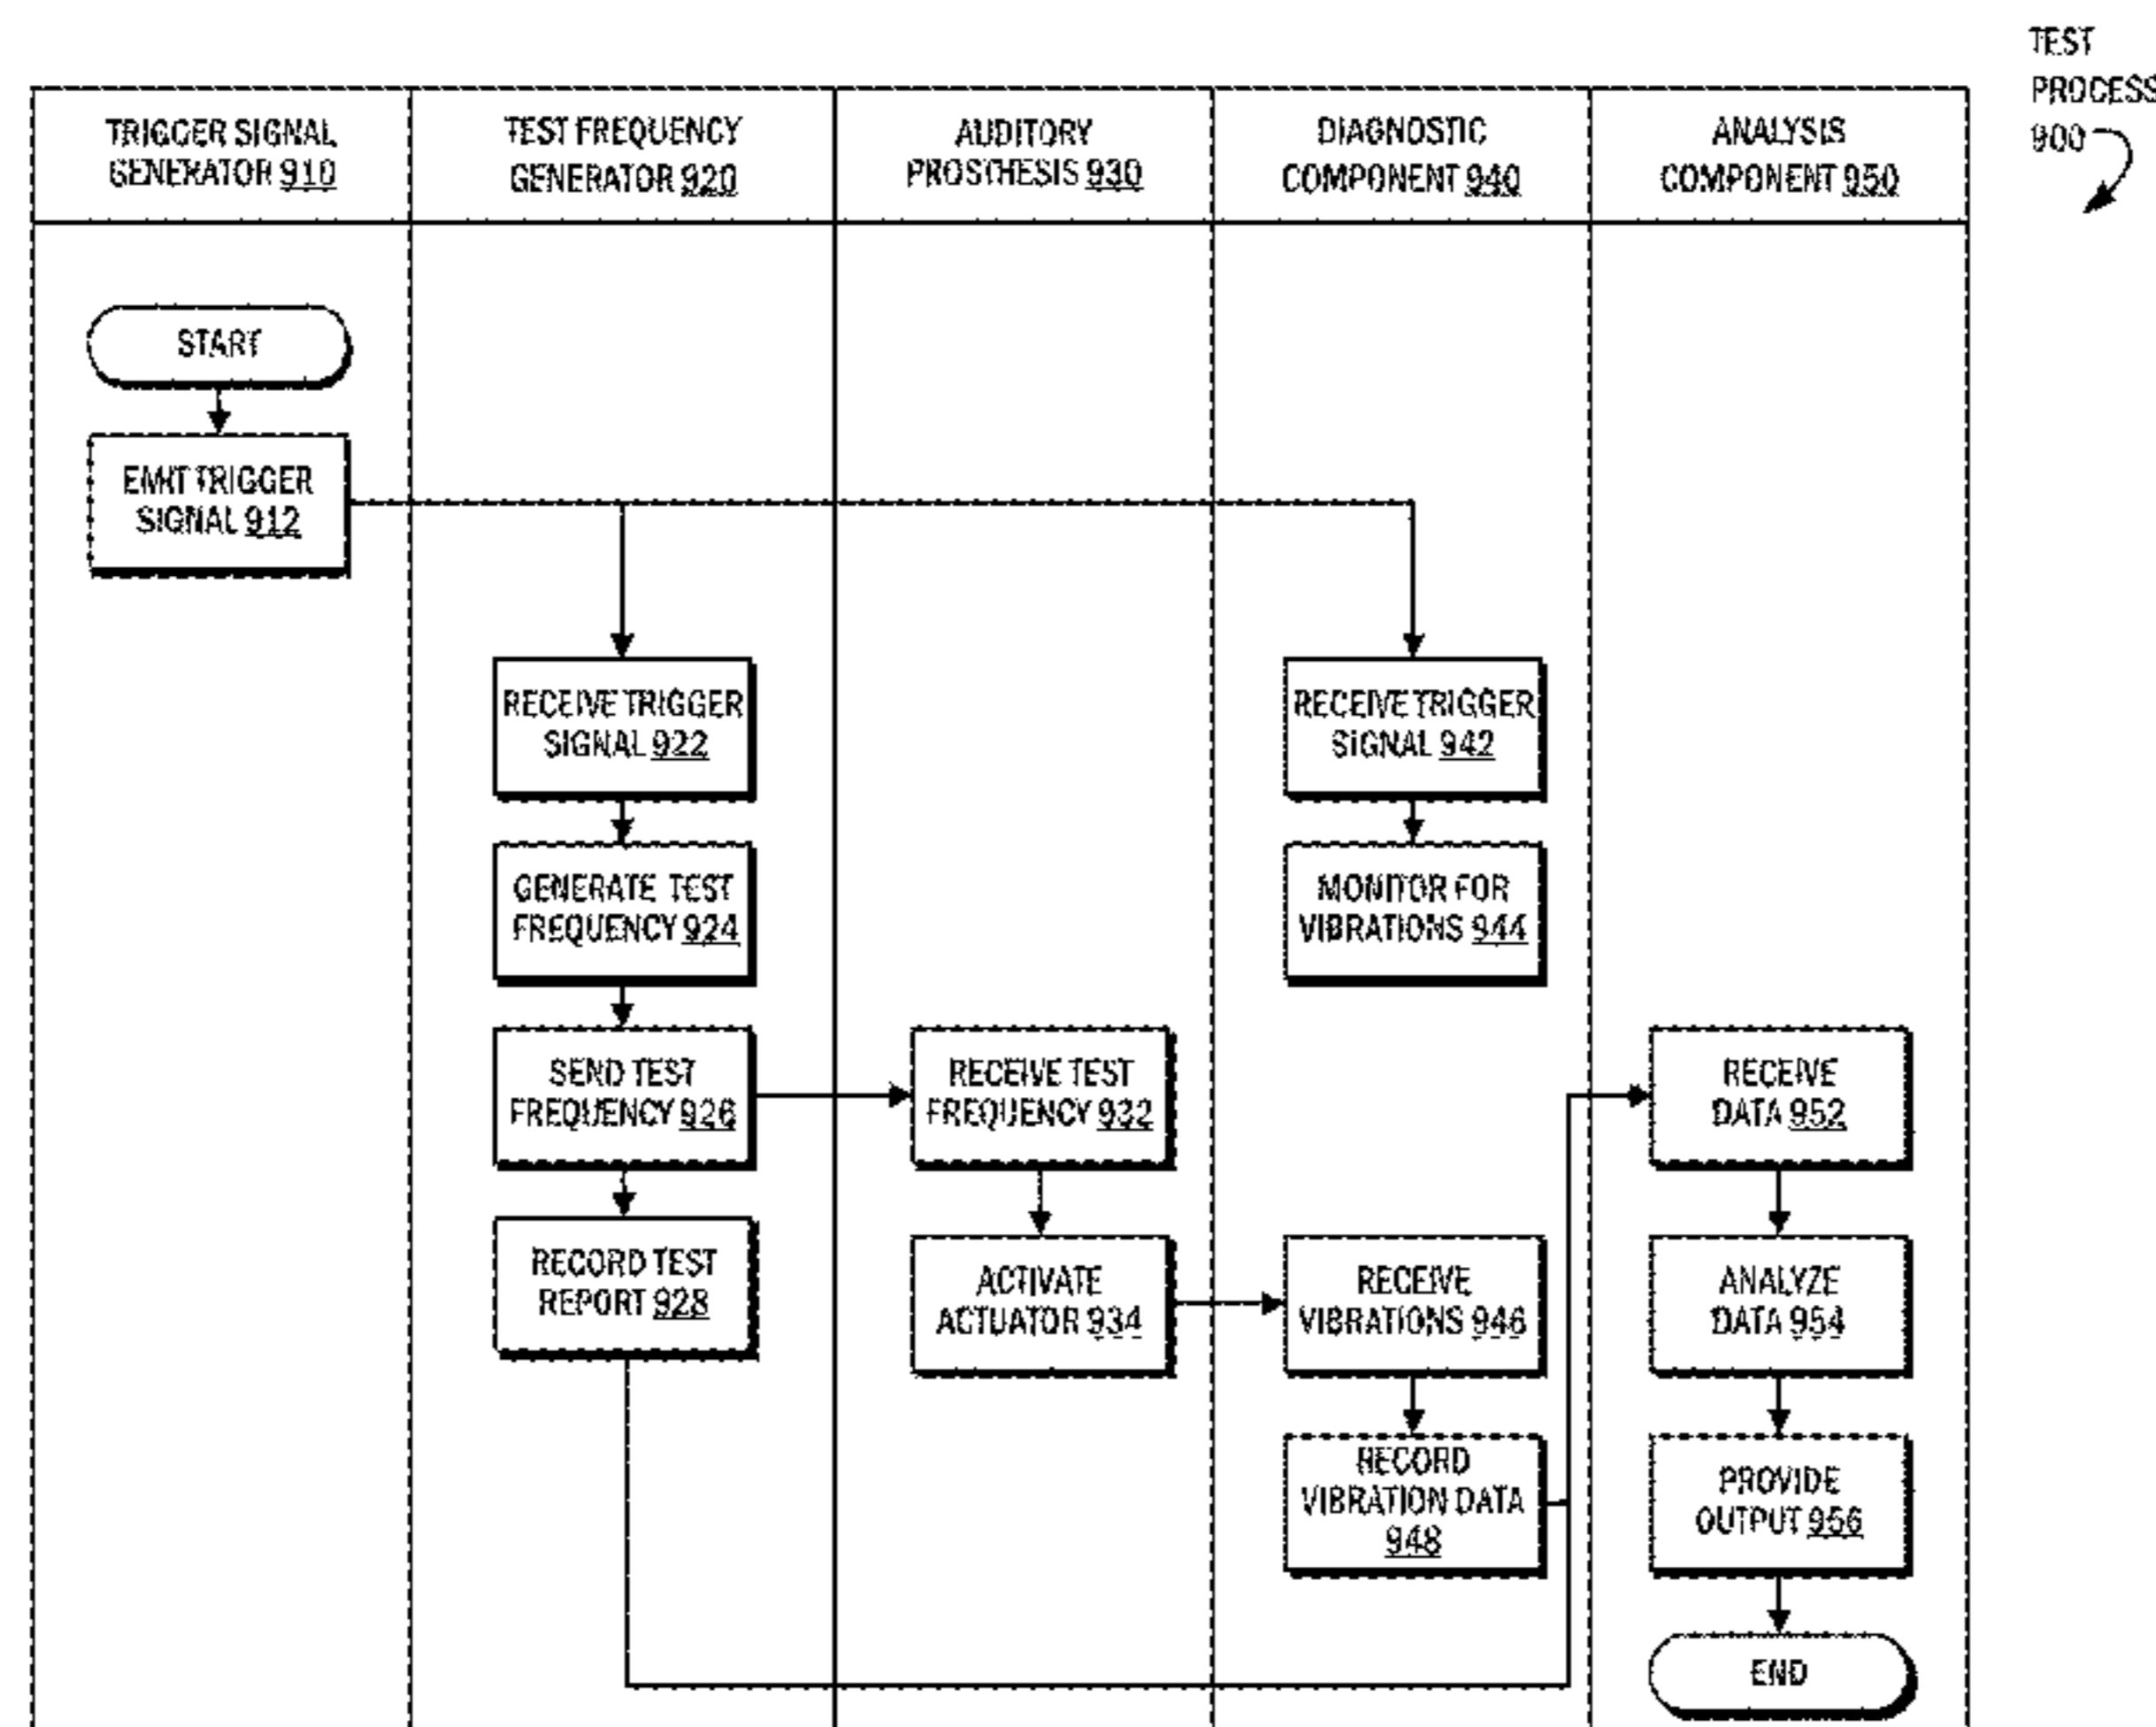 TEST
PROCESS
900
TRIGGER SIGNAL
GENERATOR 910
TEST FREQUENCY
GENERATOR 920
AUDITORY
PROSTHESIS 930
DIAGNOSTIC
COMPONENT 940
ANALYSIS
COMPONENT 950
START
EMIT TRIGGER
SIGNAL 912
RECEIVE TRIGGER
SIGNAL 922
RECEIVE TRIGGER
SIGNAL 942
GENERATE TEST
FREQUENCY 924
MONITOR FOR
VIBRATIONS 944
SEND TEST
FREQUENCY 926
RECEIVE TEST
FREQUENCY 932
RECEIVE
DATA 952
RECORD TEST
REPORT 928
ACTIVATE
ACTUATOR 934
RECEIVE
VIBRATIONS 946
ANALYZE
DATA 954
RECORD
VIBRATION DATA
948
PROVIDE
OUTPUT 956
END